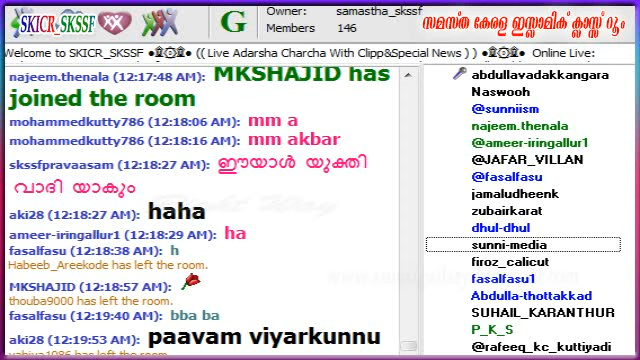 SKICR_SKSSF
G
Owner: samastha_skssf
Members 146
സമസ്ത കേരള ഇസ്ലാമിക് ക്ലാസ്സ് റൂം
Welcome to SKICR_SKSSF (( Live Adarsha Charcha With Clipp&Special News )) Online Live:
najeem.thenala (12:17:48 AM): MKSHAJID has
joined the room
mohammedkutty786 (12:18:06 AM): mm a
mohammedkutty786 (12:18:16 AM): mm akbar
skssfpravaasam (12:18:27 AM): ഈയാൾ യുക്തി
വാദി യാകും
aki28 (12:18:27 AM): haha
ameer-iringallur1 (12:18:29 AM): ha
fasalfasu (12:18:38 AM): h
Habeeb_Areekode has left the room.
MKSHAJID (12:18:57 AM):
thouba9000 has left the room.
fasalfasu (12:19:40 AM): bba ba
aki28 (12:19:53 AM): paavam viyarkunnu
yahiya1986 has left the room.
abdullavadakkangara
Naswooh
@sunniism
najeem.thenala
@ameer-iringallur1
@JAFAR_VILLAN
@fasalfasu
jamaludheenk
zubairkarat
dhul-dhul
sunni-media
firoz_calicut
fasalfasu1
Abdulla-thottakkad
SUHAIL_KARANTHUR
P_K_S
@rafeeq_kc_kuttiyadi